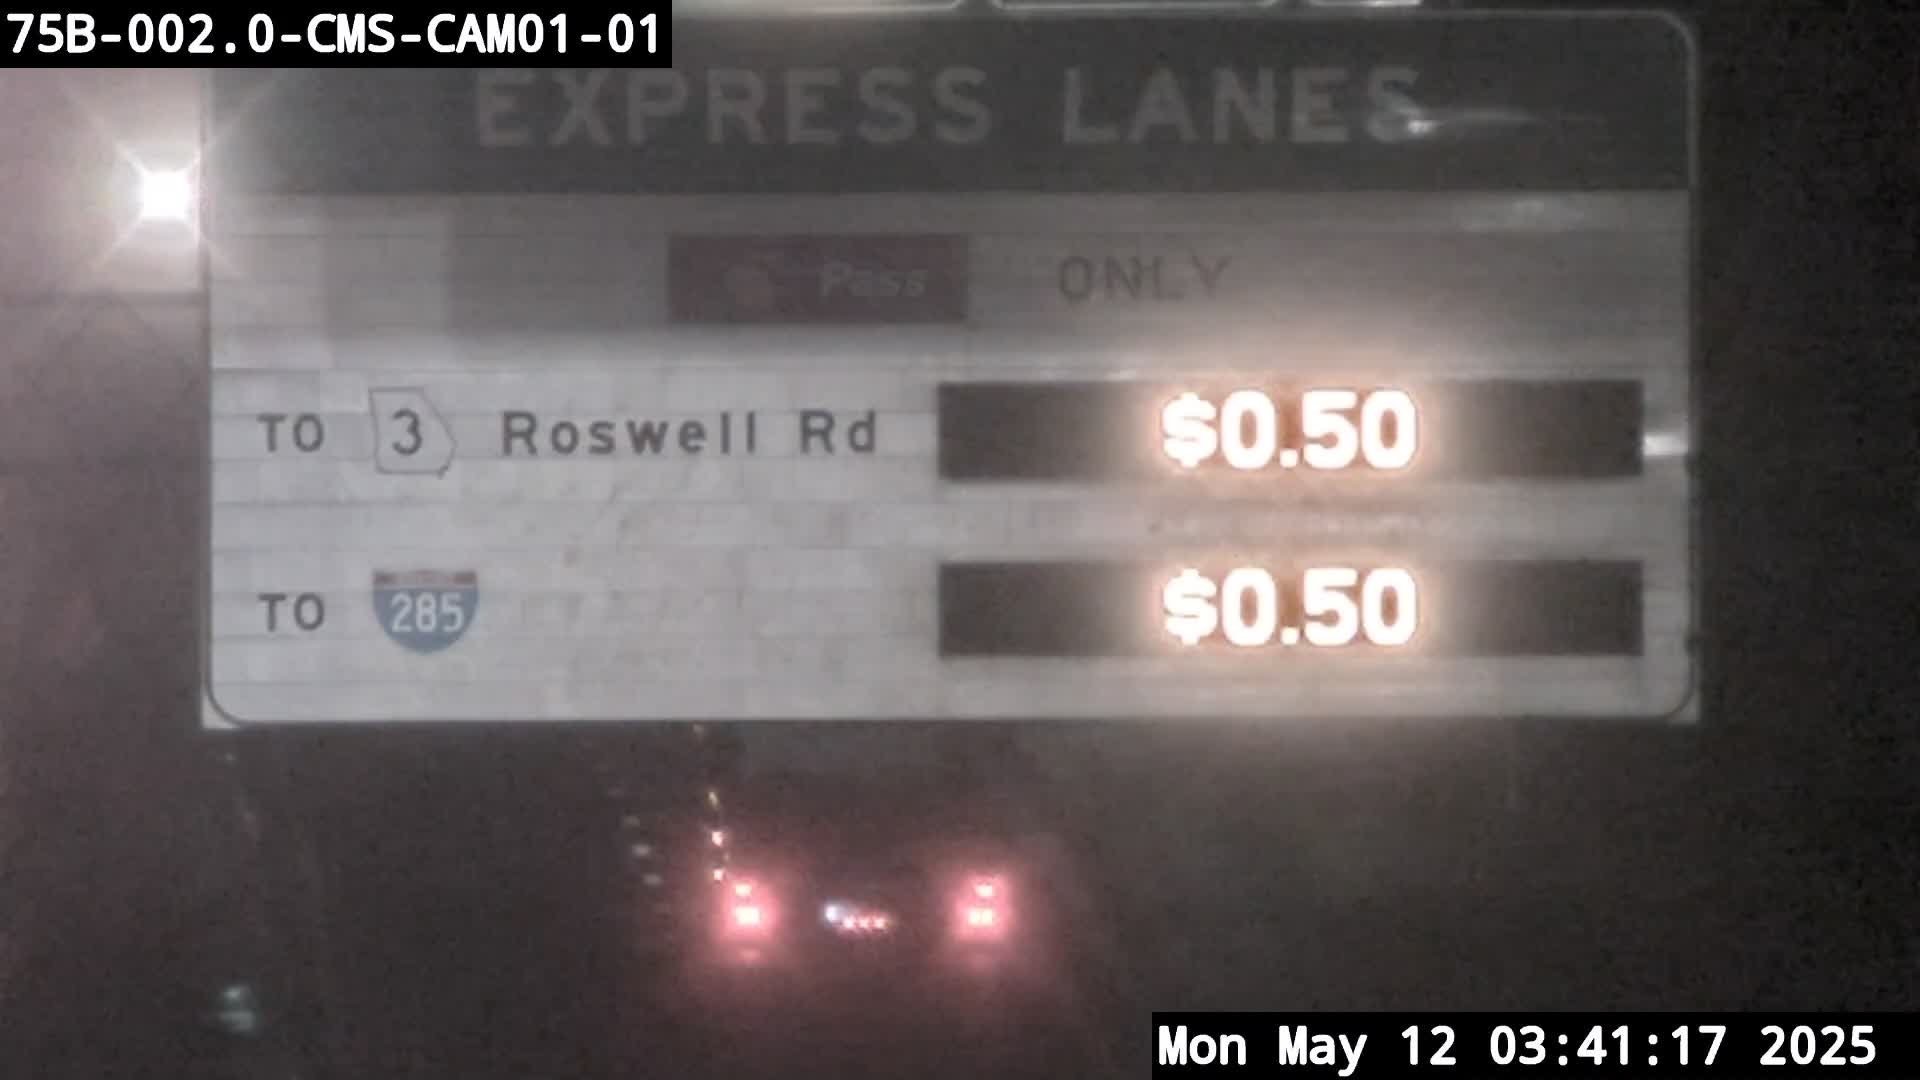 75B-002.0-CMS-CAM01-01
EXPRESS LANES
Pass ONLY
TO 3 Roswell Rd $0.50
TO 285 $0.50
Mon May 12 03:41:17 2025